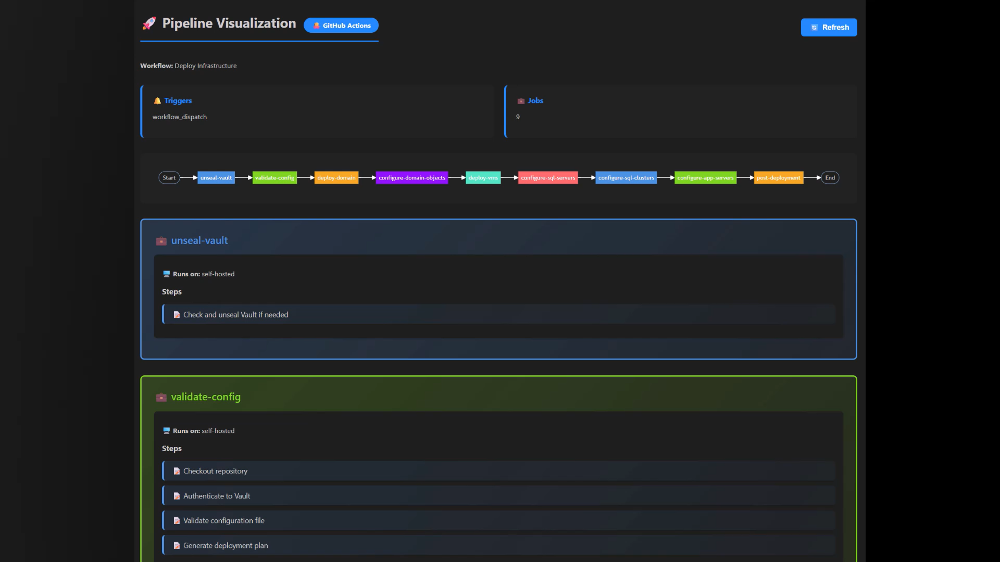 Pipeline Visualization
GitHub Actions
Refresh
Workflow: Deploy Infrastructure
Triggers
workflow_dispatch
Jobs
9
Start
unseal-vault
validate-config
deploy-domain
configure-domain-objects
deploy-vms
configure-sql-servers
configure-sql-clusters
configure-app-servers
post-deployment
End
unseal-vault
Runs on: self-hosted
Steps
Check and unseal Vault if needed
validate-config
Runs on: self-hosted
Steps
Checkout repository
Authenticate to Vault
Validate configuration file
Generate deployment plan